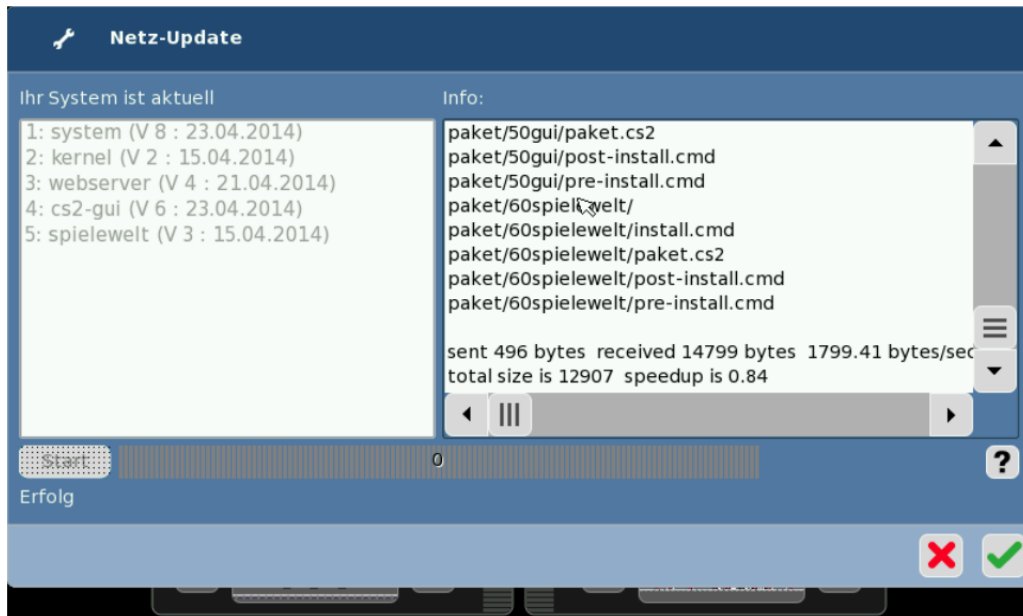 Netz-Update
Ihr System ist aktuell
1: system (V 8 : 23.04.2014)
2: kernel (V 2 : 15.04.2014)
3: webserver (V 4 : 21.04.2014)
4: cs2-gui (V 6 : 23.04.2014)
5: spielewelt (V 3 : 15.04.2014)
Info:
paket/50gui/paket.cs2
paket/50gui/post-install.cmd
paket/50gui/pre-install.cmd
paket/60spielewelt/
paket/60spielewelt/install.cmd
paket/60spielewelt/paket.cs2
paket/60spielewelt/post-install.cmd
paket/60spielewelt/pre-install.cmd
sent 496 bytes  received 14799 bytes  1799.41 bytes/sec
total size is 12907  speedup is 0.84
Start
0
?
Erfolg